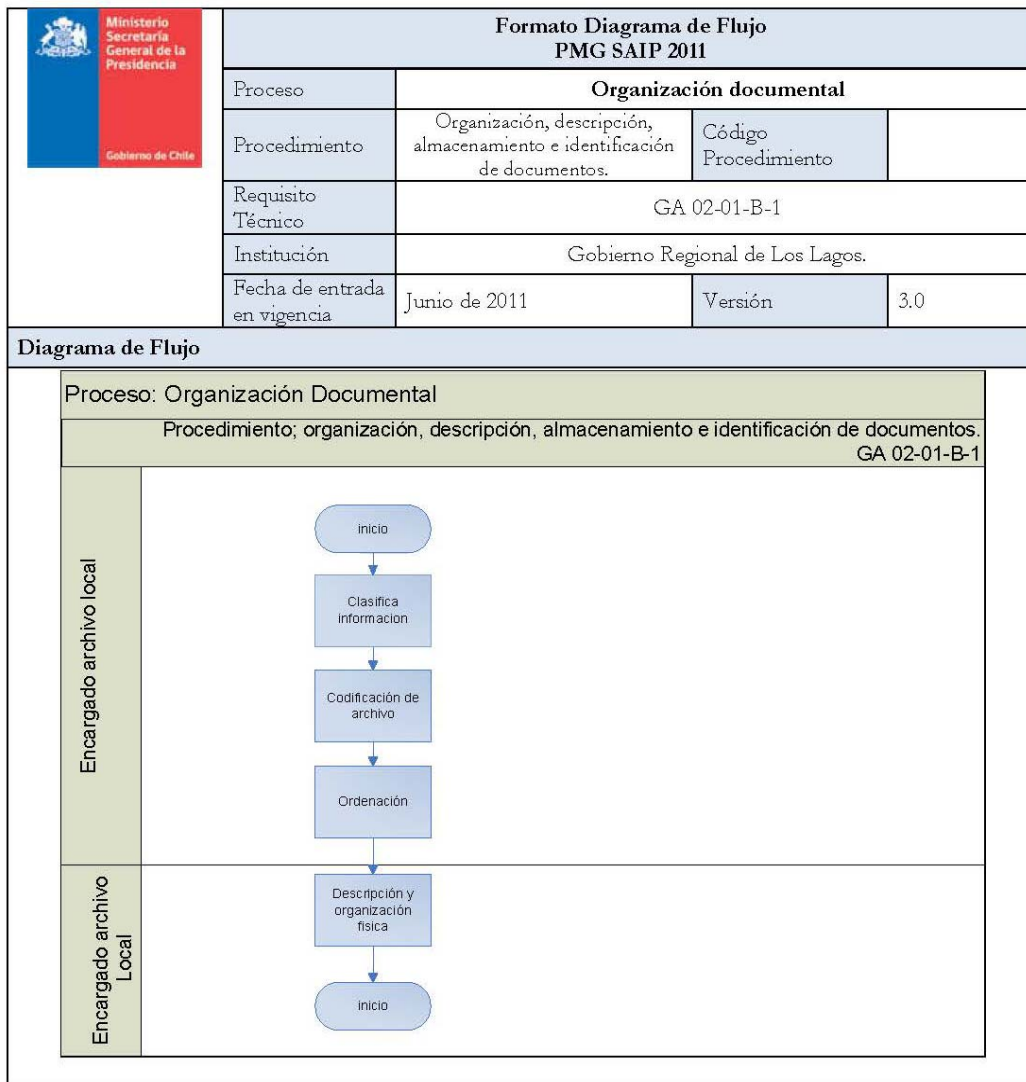 Ministerio
Secretaría
General de la
Presidencia
Gobierno de Chile
Formato Diagrama de Flujo
PMG SAIP 2011
Proceso
Organización documental
Procedimiento
Organización, descripción,
almacenamiento e identificación
de documentos.
Código
Procedimiento
Requisito
Técnico
GA 02-01-B-1
Institución
Gobierno Regional de Los Lagos.
Fecha de entrada
en vigencia
Junio de 2011
Versión
3.0
Diagrama de Flujo
Proceso: Organización Documental
Procedimiento; organización, descripción, almacenamiento e identificación de documentos.
GA 02-01-B-1
Encargado archivo local
inicio
Clasifica
informacion
Codificación de
archivo
Ordenación
Encargado archivo
Local
Descripción y
organización
fisica
inicio